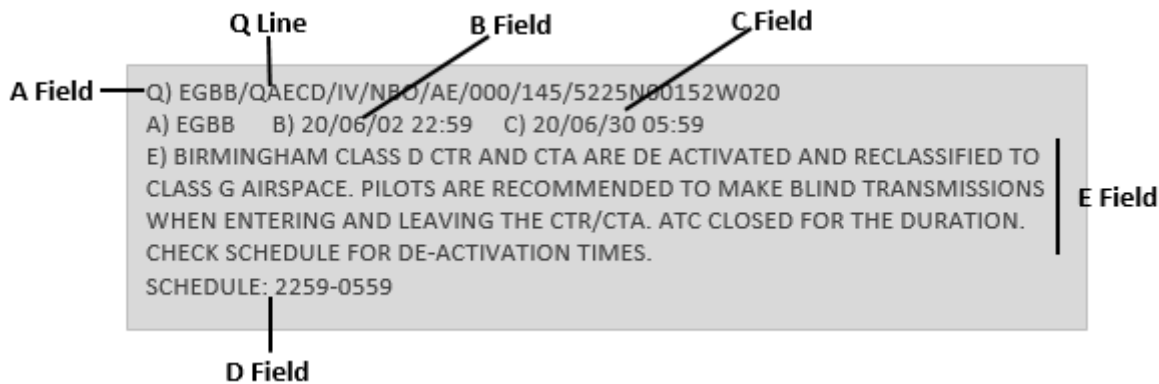 Q Line
B Field
C Field
A Field
Q) EGBB/QAECD/IV/NBO/AE/000/145/5225N00152W020
A) EGBB B) 20/06/02 22:59 C) 20/06/30 05:59
E) BIRMINGHAM CLASS D CTR AND CTA ARE DE ACTIVATED AND RECLASSIFIED TO
CLASS G AIRSPACE. PILOTS ARE RECOMMENDED TO MAKE BLIND TRANSMISSIONS
WHEN ENTERING AND LEAVING THE CTR/CTA. ATC CLOSED FOR THE DURATION.
CHECK SCHEDULE FOR DE-ACTIVATION TIMES.
SCHEDULE: 2259-0559
E Field
D Field